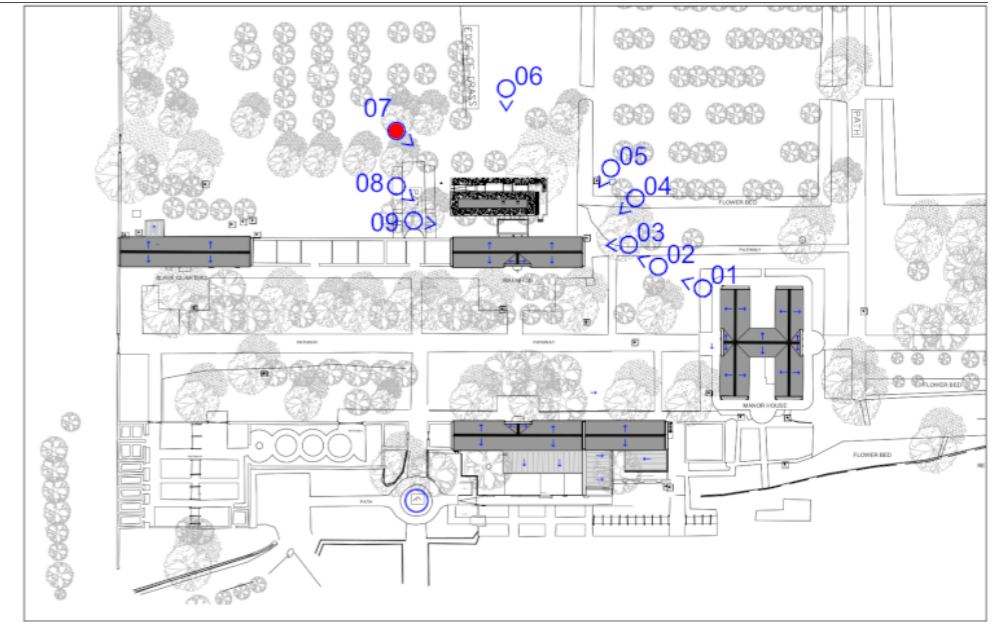 EDGE OF GRASS
06
07
PATH
05
08
04
FLOWER BED
09
03
PATHWAY
02
SLAVE QUARTERS
01
PATHWAY
PATHWAY
FLOWER BED
MANOR HOUSE
FLOWER BED
PATH